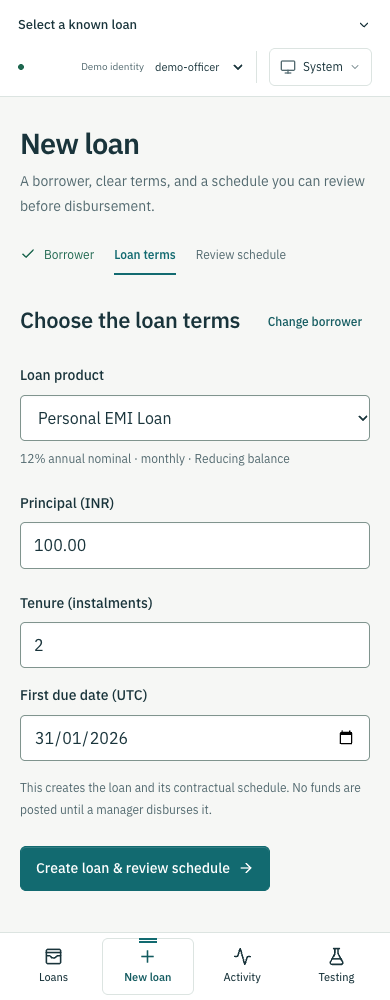 Select a known loan
Demo identity demo-officer System
New loan
A borrower, clear terms, and a schedule you can review
before disbursement.
Borrower Loan terms Review schedule
Choose the loan terms Change borrower
Loan product
Personal EMI Loan
12% annual nominal · monthly · Reducing balance
Principal (INR)
100.00
Tenure (instalments)
2
First due date (UTC)
31/01/2026
This creates the loan and its contractual schedule. No funds are
posted until a manager disburses it.
Create loan & review schedule →
Loans New loan Activity Testing